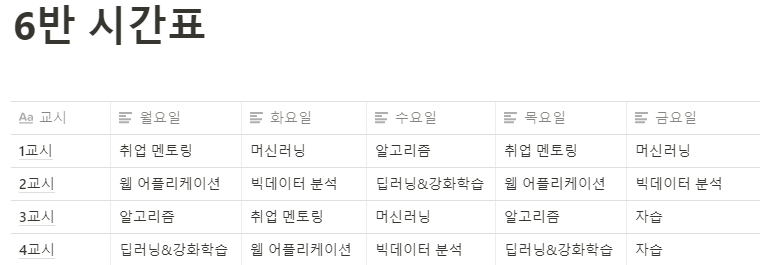 6반 시간표
Aa 교시 월요일 화요일 수요일 목요일 금요일
1교시 취업 멘토링 머신러닝 알고리즘 취업 멘토링 머신러닝
2교시 웹 어플리케이션 빅데이터 분석 딥러닝&강화학습 웹 어플리케이션 빅데이터 분석
3교시 알고리즘 취업 멘토링 머신러닝 알고리즘 자습
4교시 딥러닝&강화학습 웹 어플리케이션 빅데이터 분석 딥러닝&강화학습 자습